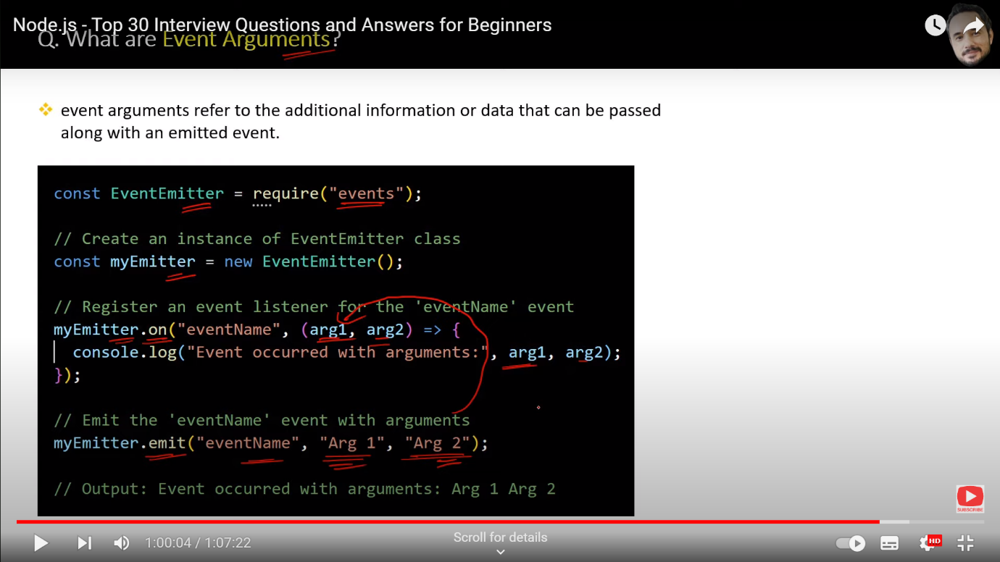 Node.js - Top 30 Interview Questions and Answers for Beginners
Q. What are Event Arguments?
event arguments refer to the additional information or data that can be passed
along with an emitted event.
const EventEmitter = require("events");
// Create an instance of EventEmitter class
const myEmitter = new EventEmitter();
// Register an event listener for the 'eventName' event
myEmitter.on("eventName", (arg1, arg2) => {
  console.log("Event occurred with arguments:", arg1, arg2);
});
// Emit the 'eventName' event with arguments
myEmitter.emit("eventName", "Arg 1", "Arg 2");
// Output: Event occurred with arguments: Arg 1 Arg 2
SUBSCRIBE
1:00:04 / 1:07:22
Scroll for details
HD